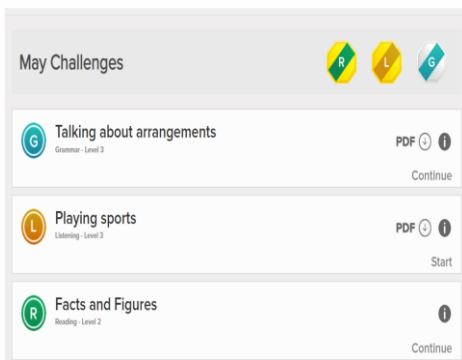 May Challenges
R L G
G
Talking about arrangements
Grammar - Level 3
PDF
Continue
L
Playing sports
Listening - Level 3
PDF
Start
R
Facts and Figures
Reading - Level 2
Continue